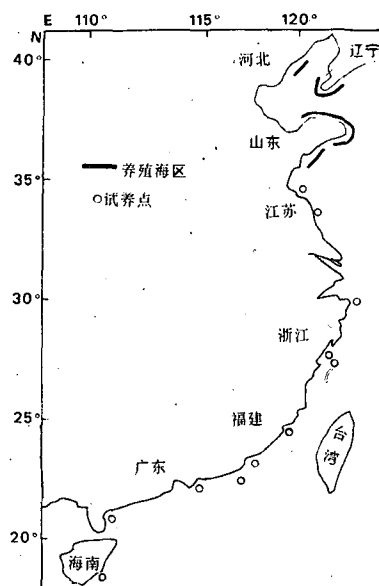 E 110° 115° 120°
N
40°
河北
辽宁
山东
养殖海区
35°
○试养点
江苏
30°
浙江
25°
福建
台湾
广东
20°
海南